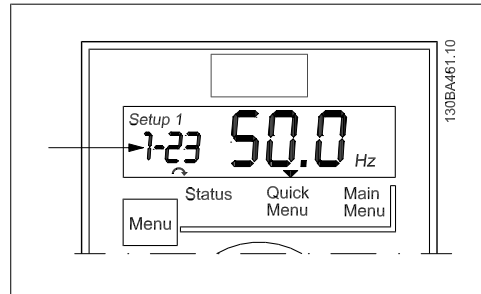 Setup 1
1-23 50.0 Hz
Status Quick Menu Main Menu
Menu
130BA461.10